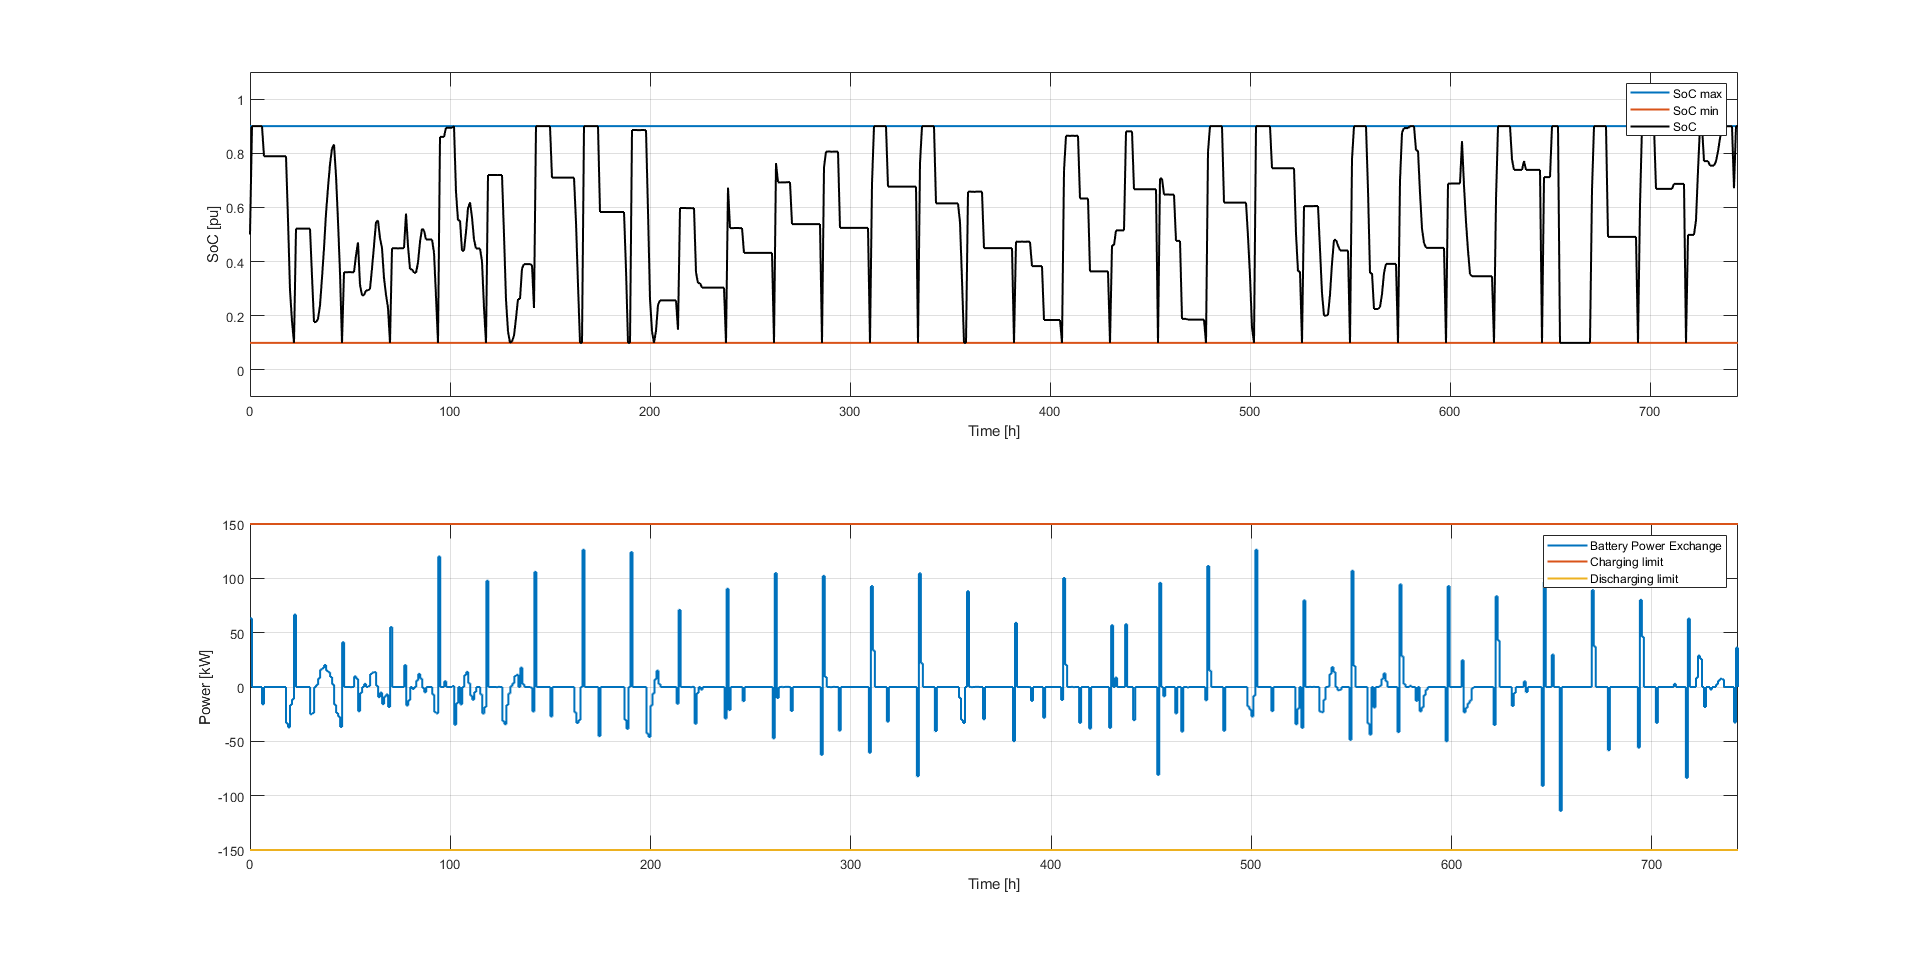 SoC [pu]
1
0.8
0.6
0.4
0.2
0
SoC max
SoC min
SoC
0 100 200 300 400 500 600 700
Time [h]
Power [kW]
150
100
50
0
-50
-100
-150
Battery Power Exchange
Charging limit
Discharging limit
0 100 200 300 400 500 600 700
Time [h]